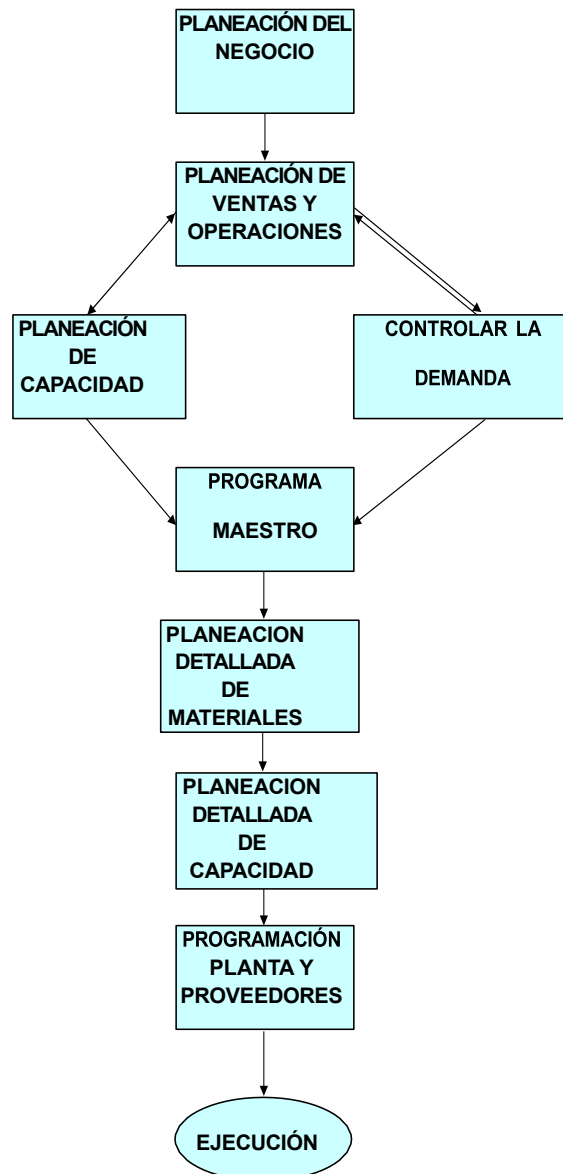 PLANEACIÓN DEL
NEGOCIO
PLANEACIÓN DE
VENTAS Y
OPERACIONES
PLANEACIÓN
DE
CAPACIDAD
CONTROLAR LA
DEMANDA
PROGRAMA
MAESTRO
PLANEACION
DETALLADA
DE
MATERIALES
PLANEACION
DETALLADA
DE
CAPACIDAD
PROGRAMACIÓN
PLANTA Y
PROVEEDORES
EJECUCIÓN